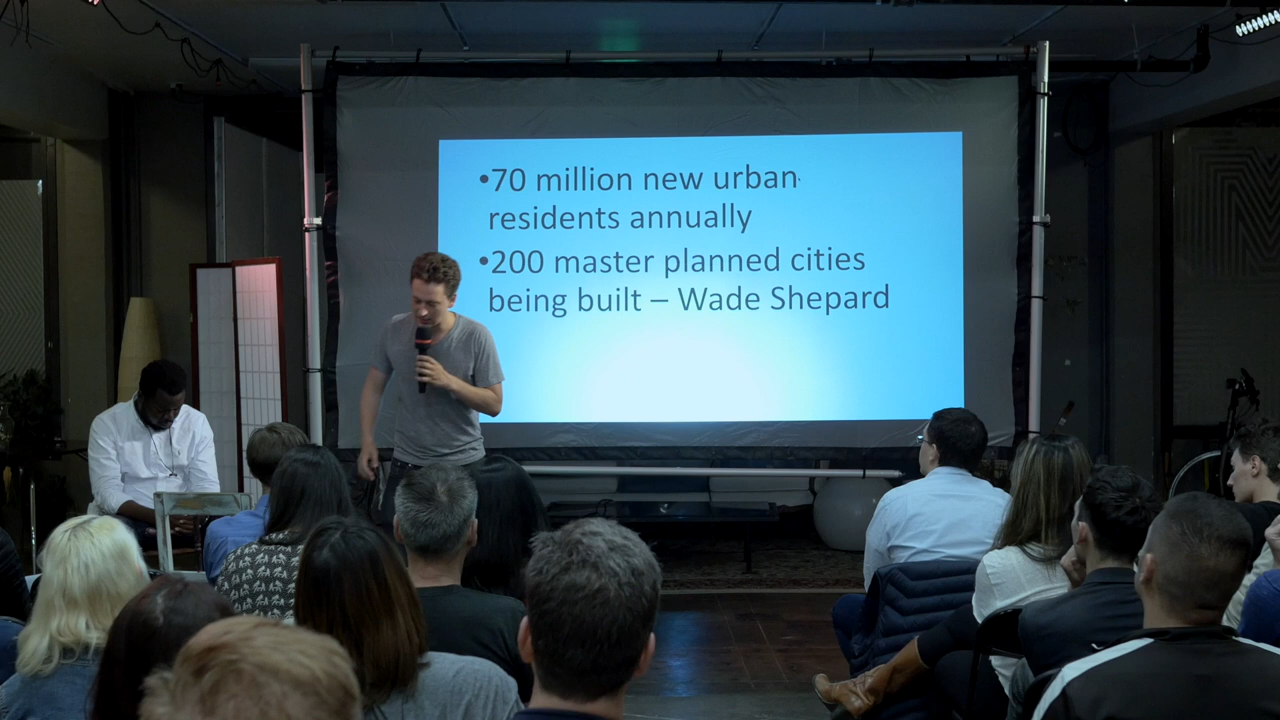 •70 million new urban
residents annually
•200 master planned cities
being built – Wade Shepard